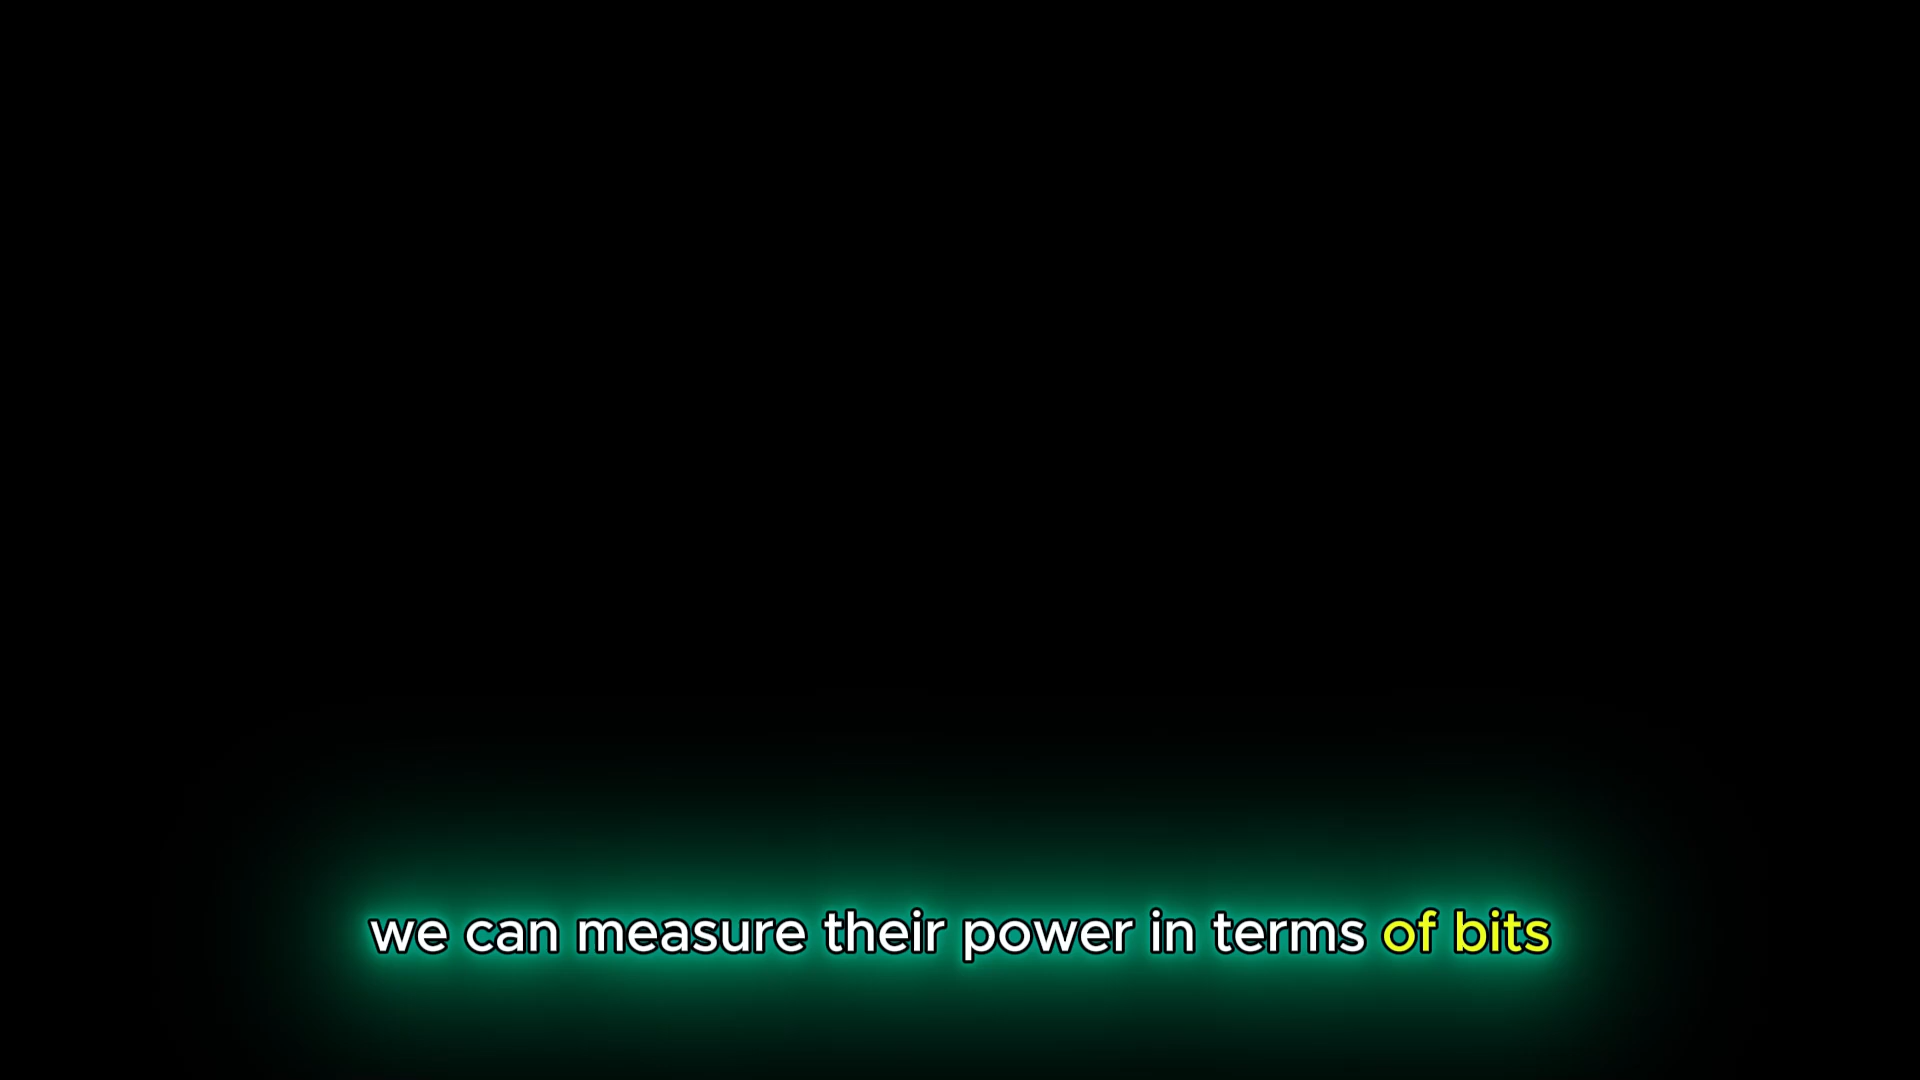 we can measure their power in terms of bits